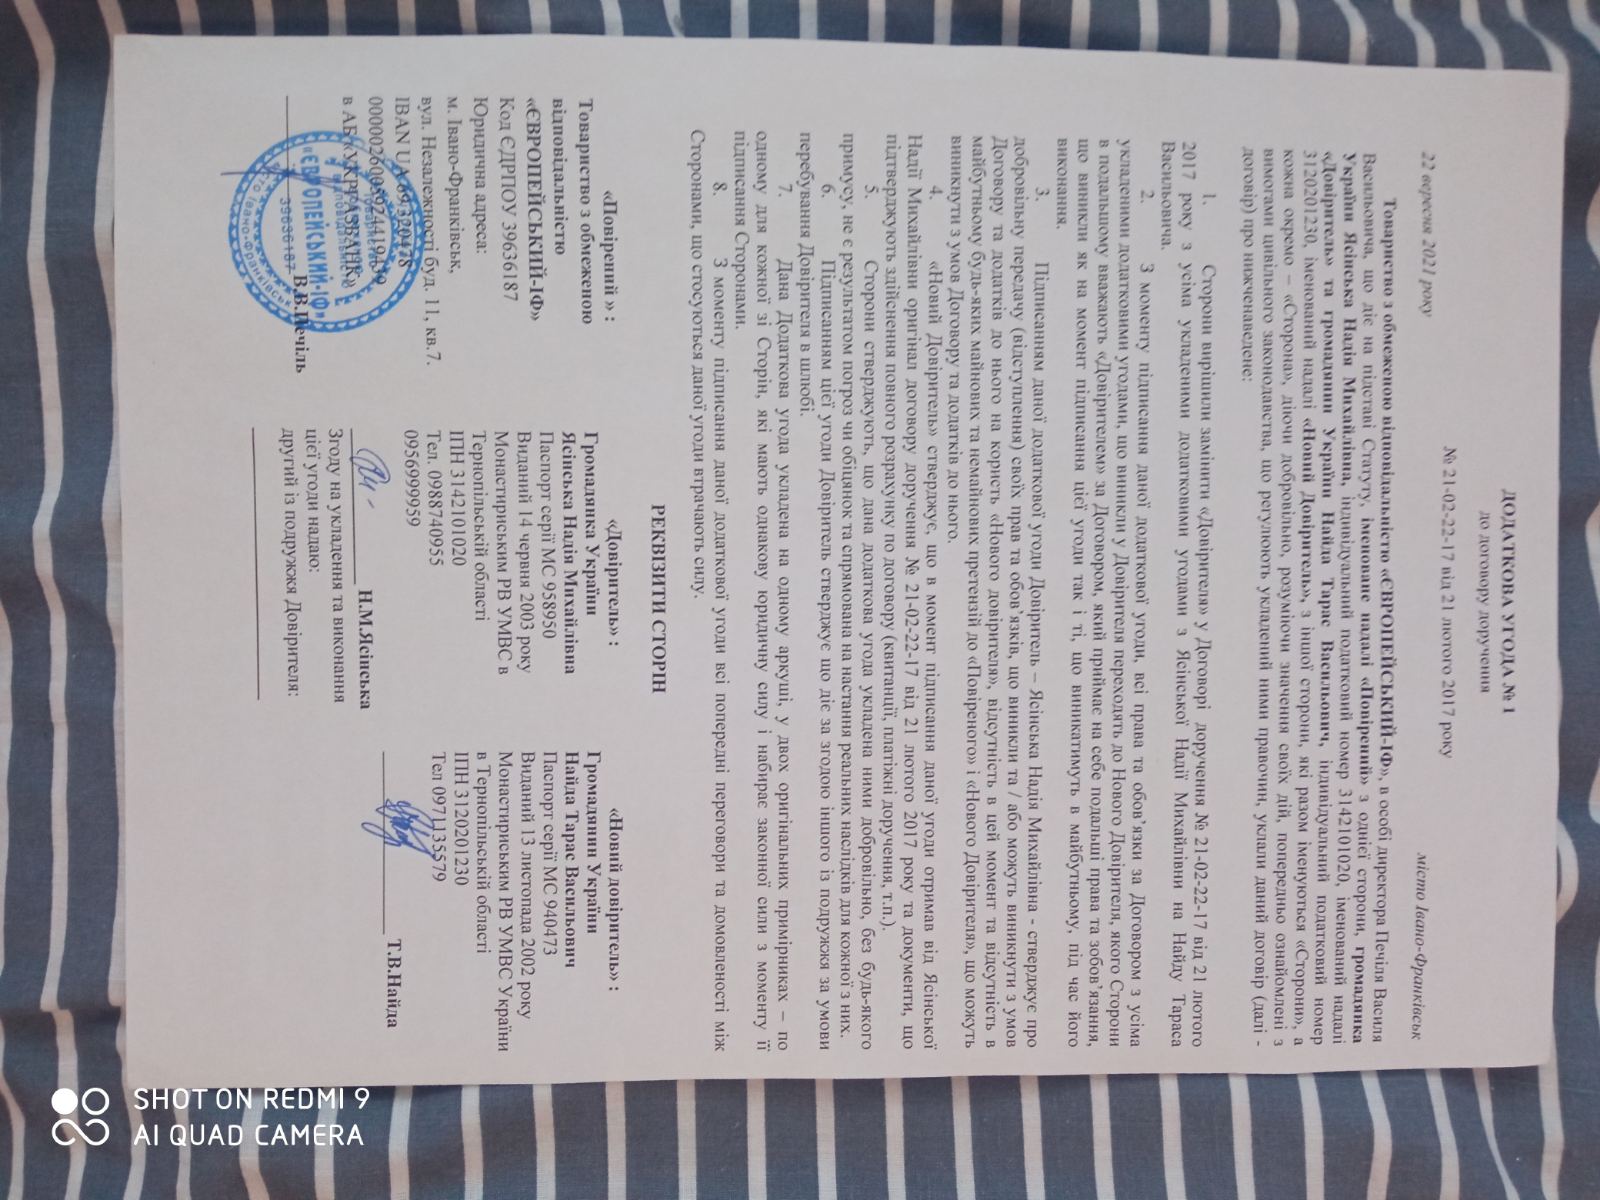 ДОДАТКОВА УГОДА № 1
до договору доручення
№ 21-02-22-17 від 21 лютого 2017 року
22 вересня 2021 року
місто Івано-Франківськ
Товариство з обмеженою відповідальністю «ЄВРОПЕЙСЬКИЙ-ІФ», в особі директора Печіля Василя
Васильовича, що діє на підставі Статуту, іменоване надалі «Повірений» з однієї сторони, громадянка
України Ясінська Надія Михайлівна, індивідуальний податковий номер 3142101020, іменований надалі
«Довіритель» та громадянин України Найда Тарас Васильович, індивідуальний податковий номер
3120201230, іменований надалі «Новий Довіритель», з іншої сторони, які разом іменуються «Сторони», а
кожна окремо – «Сторона», діючи добровільно, розуміючи значення своїх дій, попередньо ознайомлені з
вимогами цивільного законодавства, що регулюють укладений ними правочин, уклали даний договір (далі -
договір) про нижченаведене:
1. Сторони вирішили замінити «Довірителя» у Договорі доручення № 21-02-22-17 від 21 лютого
2017 року з усіма укладеними додатковими угодами з Ясінської Надії Михайлівни на Найду Тараса
Васильовича.
2. З моменту підписання даної додаткової угоди, всі права та обов'язки за Договором з усіма
укладеними додатковими угодами, що виникли у Довірителя переходять до Нового Довірителя, якого Сторони
в подальшому вважають «Довірителем» за Договором, який приймає на себе подальші права та зобов'язання,
що виникли як на момент підписання цієї угоди так і ті, що виникатимуть в майбутньому, під час його
виконання.
3. Підписанням даної додаткової угоди Довіритель – Ясінська Надія Михайлівна - стверджує про
добровільну передачу (відступлення) своїх прав та обов'язків, що виникли та / або можуть виникнути з умов
Договору та додатків до нього на користь «Нового довірителя», відсутність в цей момент та відсутність в
майбутньому будь-яких майнових та немайнових претензій до «Повіреного» і «Нового Довірителя», що можуть
виникнути з умов Договору та додатків до нього.
4. «Новий Довіритель» стверджує, що в момент підписання даної угоди отримав від Ясінської
Надії Михайлівни оригінал договору доручення № 21-02-22-17 від 21 лютого 2017 року та документи, що
підтверджують здійснення повного розрахунку по договору (квитанції, платіжні доручення, т.п.).
5. Сторони стверджують, що дана додаткова угода укладена ними добровільно, без будь-якого
примусу, не є результатом погроз чи обіцянок та спрямована на настання реальних наслідків для кожної з них.
6. Підписанням цієї угоди Довіритель стверджує що діє за згодою іншого із подружжя за умови
перебування Довірителя в шлюбі.
7. Дана Додаткова угода укладена на одному аркуші, у двох оригінальних примірниках – по
одному для кожної зі Сторін, які мають однакову юридичну силу і набирає законної сили з моменту її
підписання Сторонами.
8. З моменту підписання даної додаткової угоди всі попередні переговори та домовленості між
Сторонами, що стосуються даної угоди втрачають силу.
РЕКВІЗИТИ СТОРІН
«Повірений » :
Товариство з обмеженою
відповідальністю
«ЄВРОПЕЙСЬКИЙ-ІФ»
Код ЄДРПОУ 39636187
Юридична адреса:
м. Івано-Франківськ,
вул. Незалежності буд. 11, кв.7.
IBAN UA 69 320478
в АБ «УКРГАЗБАНК»
В.В.Печіль
«ЄВРОПЕЙСЬКИЙ-ІФ»
39636187
«Довіритель» :
Громадянка України
Ясінська Надія Михайлівна
Паспорт серії МС 958950
Виданий 14 червня 2003 року
Монастириським РВ УМВС в
Тернопільській області
ІПН 3142101020
Тел. 0988740955
0956999959
Н.М.Ясінська
Згоду на укладення та виконання
цієї угоди надаю:
другий із подружжя Довірителя:
«Новий довіритель» :
Громадянин України
Найда Тарас Васильович
Паспорт серії МС 940473
Виданий 13 листопада 2002 року
Монастириським РВ УМВС України
в Тернопільській області
ІПН 3120201230
Тел 0971135579
Т.В.Найда
SHOT ON REDMI 9
AI QUAD CAMERA